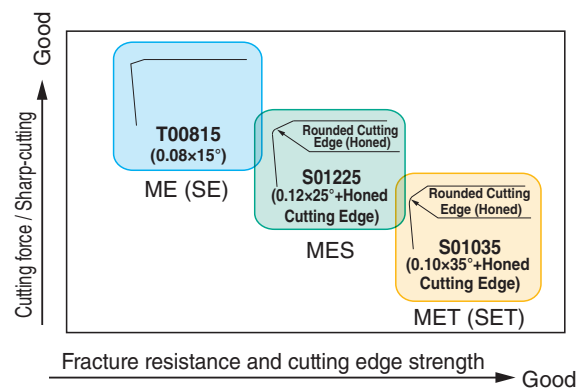 Good
Cutting force / Sharp-cutting
T00815
(0.08×15°)
ME (SE)
Rounded Cutting
Edge (Honed)
S01225
(0.12×25°+Honed
Cutting Edge)
MES
Rounded Cutting
Edge (Honed)
S01035
(0.10×35°+Honed
Cutting Edge)
MET (SET)
Fracture resistance and cutting edge strength
Good